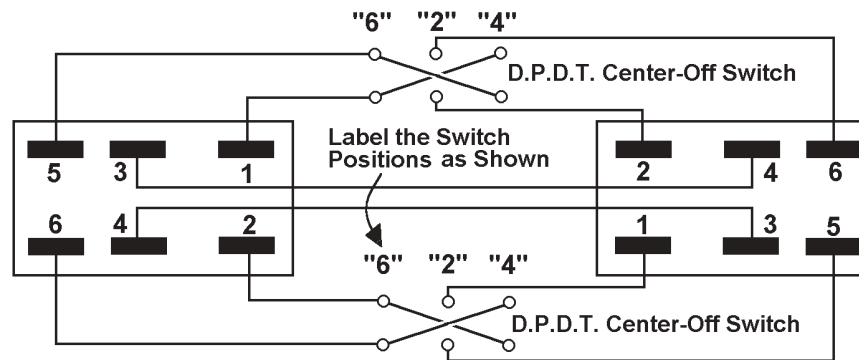 "6" "2" "4"
D.P.D.T. Center-Off Switch
Label the Switch
Positions as Shown
5 3 1 2 4 6
6 4 2 1 3 5
"6" "2" "4"
D.P.D.T. Center-Off Switch